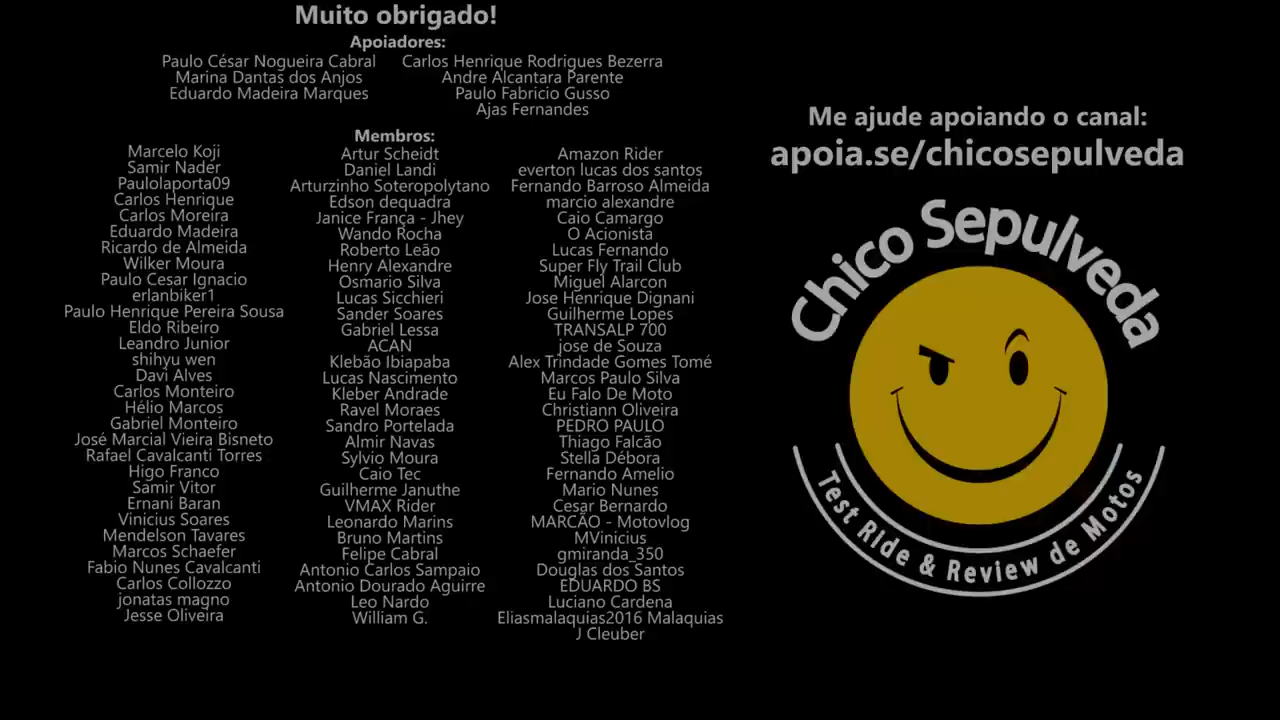 Muito obrigado!
Apoiadores:
Paulo César Nogueira Cabral
Marina Dantas dos Anjos
Eduardo Madeira Marques
Carlos Henrique Rodrigues Bezerra
Andre Alcantara Parente
Paulo Fabricio Gusso
Ajas Fernandes
Membros:
Marcelo Koji
Samir Nader
Paulolaporta09
Carlos Henrique
Carlos Moreira
Eduardo Madeira
Ricardo de Almeida
Wilker Moura
Paulo Cesar Ignacio
erlanbiker1
Paulo Henrique Pereira Sousa
Eldo Ribeiro
Leandro Junior
shihyu wen
Davi Alves
Carlos Monteiro
Hélio Marcos
Gabriel Monteiro
José Marcial Vieira Bisneto
Rafael Cavalcanti Torres
Higo Franco
Samir Vitor
Ernani Baran
Vinicius Soares
Mendelson Tavares
Marcos Schaefer
Fabio Nunes Cavalcanti
Carlos Collozzo
jonatas magno
Jesse Oliveira
Artur Scheidt
Daniel Landi
Arturzinho Soteropolytano
Edson dequadra
Janice França - Jhey
Wando Rocha
Roberto Leão
Henry Alexandre
Osmario Silva
Lucas Sicchieri
Sander Soares
Gabriel Lessa
ACAN
Klebão Ibiapaba
Lucas Nascimento
Kleber Andrade
Ravel Moraes
Sandro Portelada
Almir Navas
Sylvio Moura
Caio Tec
Guilherme Januthe
VMAX Rider
Leonardo Marins
Bruno Martins
Felipe Cabral
Antonio Carlos Sampaio
Antonio Dourado Aguirre
Leo Nardo
William G.
Amazon Rider
everton lucas dos santos
Fernando Barroso Almeida
marcio alexandre
Caio Camargo
O Acionista
Lucas Fernando
Super Fly Trail Club
Miguel Alarcon
Jose Henrique Dignani
Guilherme Lopes
TRANSALP 700
jose de Souza
Alex Trindade Gomes Tomé
Marcos Paulo Silva
Eu Falo De Moto
Christiann Oliveira
PEDRO PAULO
Thiago Falcão
Stella Débora
Fernando Amelio
Mario Nunes
Cesar Bernardo
MARCÃO - Motovlog
MVinicius
gmiranda_350
Douglas dos Santos
EDUARDO BS
Luciano Cardena
Eliasmalaquias2016 Malaquias
J Cleuber
Me ajude apoiando o canal:
apoia.se/chicosepulveda
Chico Sepulveda
Test Ride & Review de Motos